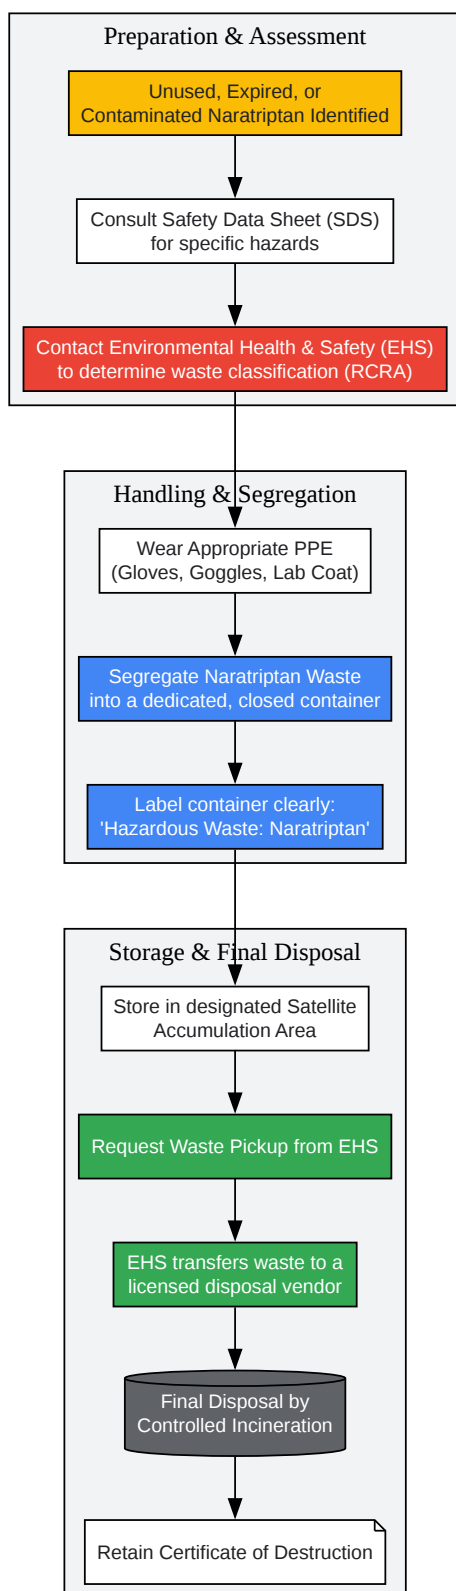 Preparation & Assessment
Unused, Expired, or
Contaminated Naratriptan Identified
Consult Safety Data Sheet (SDS)
for specific hazards
Contact Environmental Health & Safety (EHS)
to determine waste classification (RCRA)
Handling & Segregation
Wear Appropriate PPE
(Gloves, Goggles, Lab Coat)
Segregate Naratriptan Waste
into a dedicated, closed container
Label container clearly:
'Hazardous Waste: Naratriptan'
Storage & Final Disposal
Store in designated Satellite
Accumulation Area
Request Waste Pickup from EHS
EHS transfers waste to a
licensed disposal vendor
Final Disposal by
Controlled Incineration
Retain Certificate of Destruction